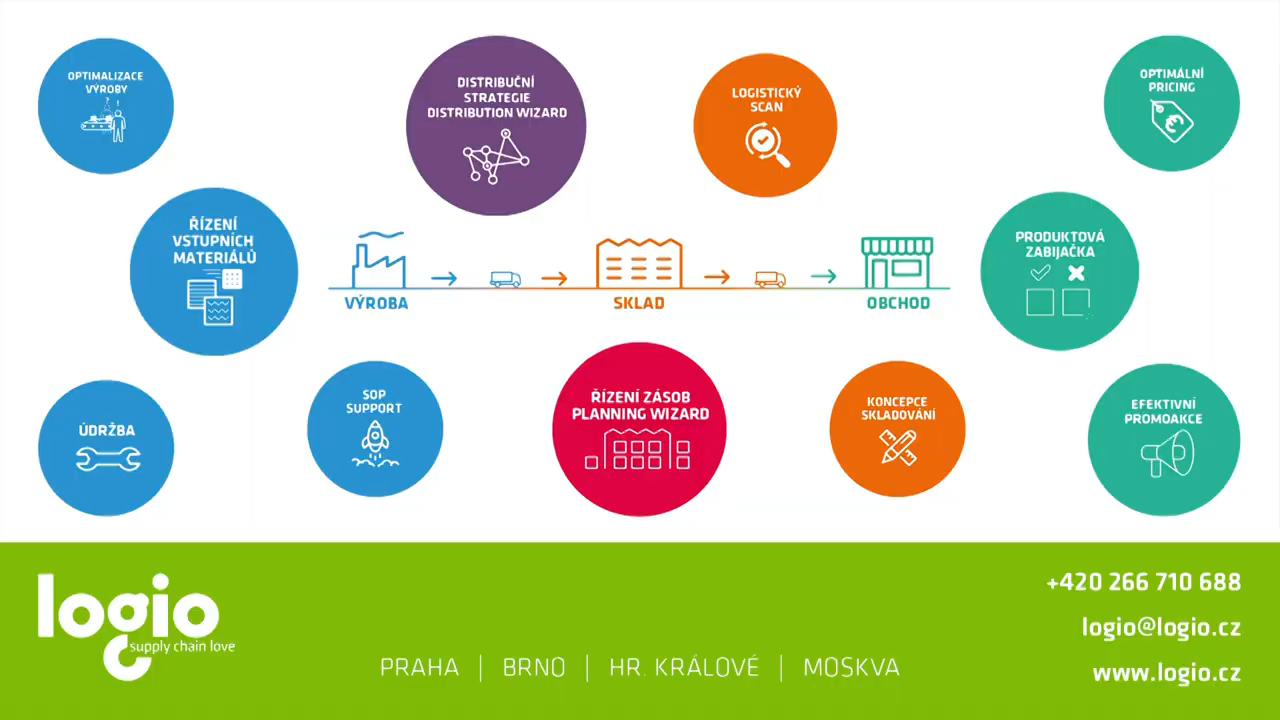 OPTIMALIZACE
VÝROBY
DISTRIBUČNÍ
STRATEGIE
DISTRIBUTION WIZARD
LOGISTICKÝ
SCAN
OPTIMÁLNÍ
PRICING
ŘÍZENÍ
VSTUPNÍCH
MATERIÁLŮ
VÝROBA
SKLAD
OBCHOD
PRODUKTOVÁ
ZABIJAČKA
ÚDRŽBA
SOP
SUPPORT
ŘÍZENÍ ZÁSOB
PLANNING WIZARD
KONCEPCE
SKLADOVÁNÍ
EFEKTIVNÍ
PROMOAKCE
logio
supply chain love
PRAHA | BRNO | HR. KRÁLOVÉ | MOSKVA
+420 266 710 688
logio@logio.cz
www.logio.cz